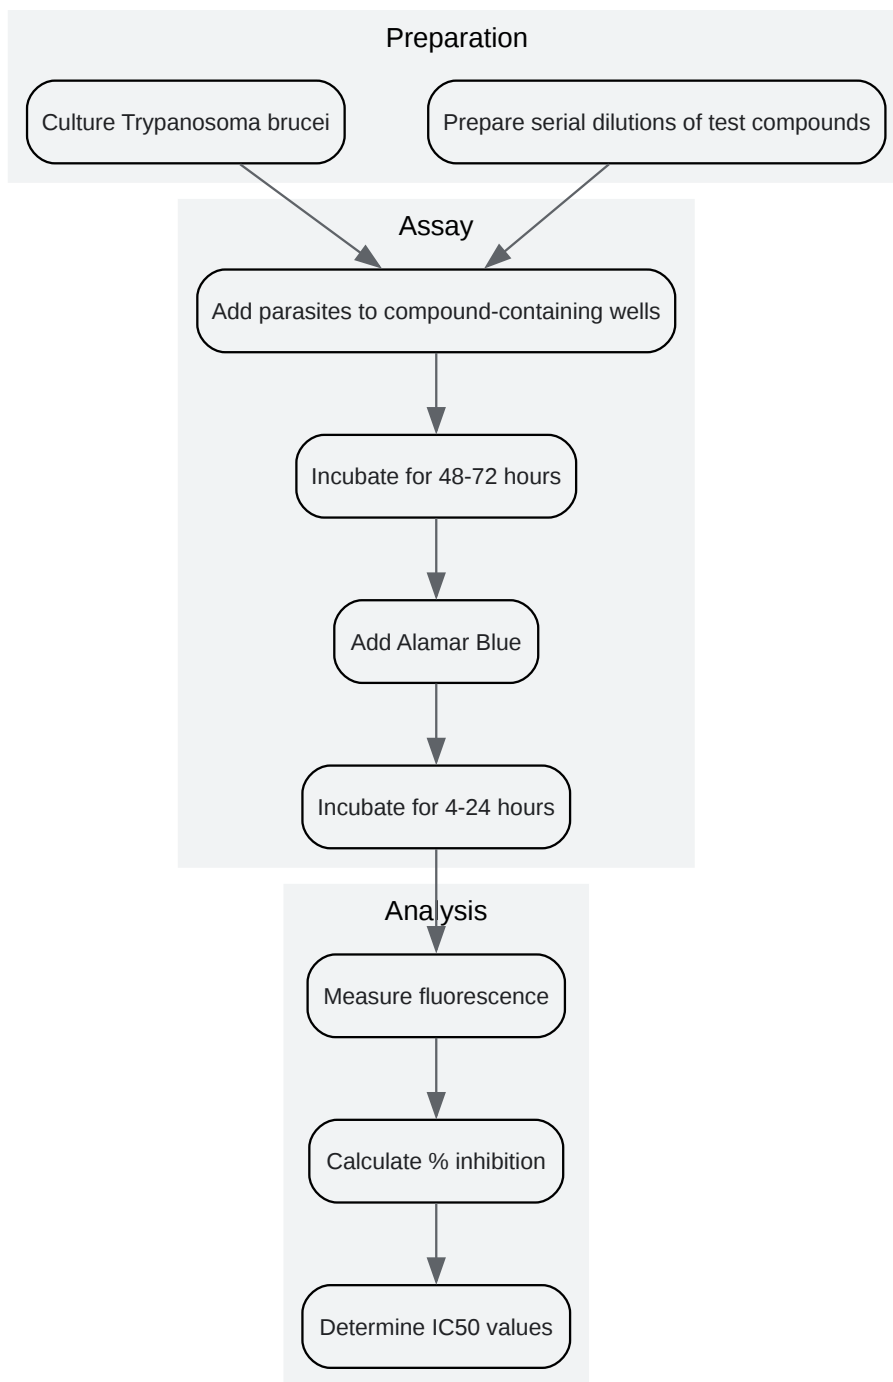 Preparation
Culture Trypanosoma brucei
Prepare serial dilutions of test compounds
Assay
Add parasites to compound-containing wells
Incubate for 48-72 hours
Add Alamar Blue
Incubate for 4-24 hours
Analysis
Measure fluorescence
Calculate % inhibition
Determine IC50 values